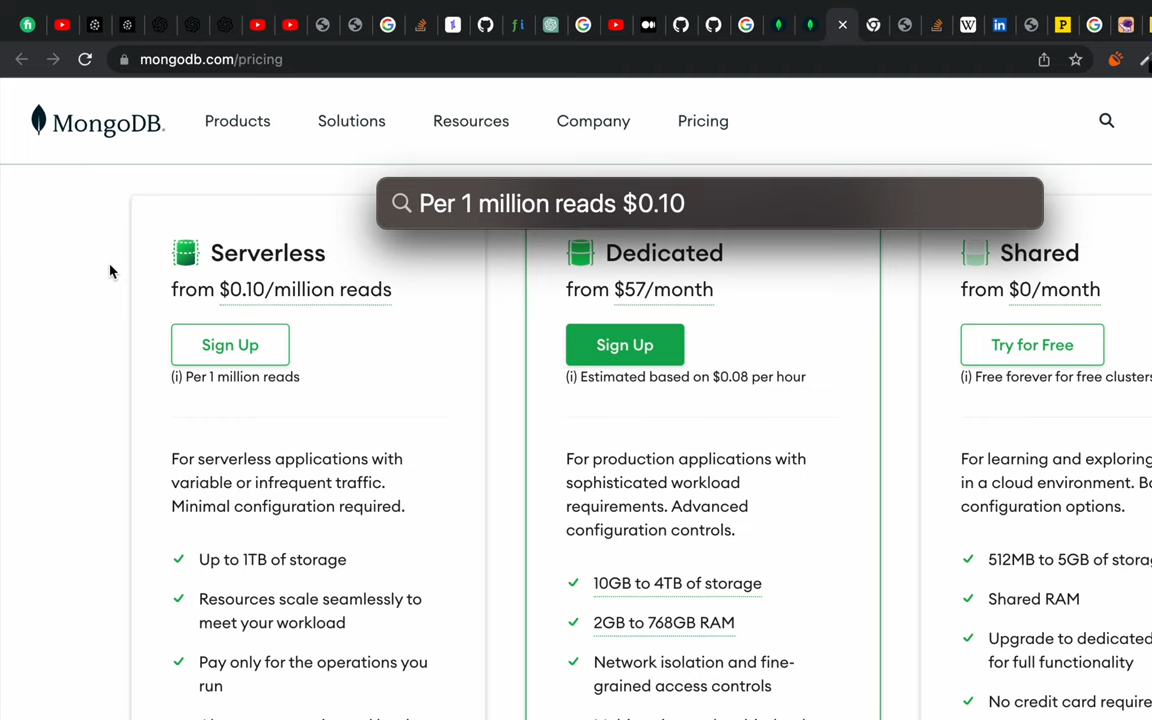 mongodb.com/pricing
MongoDB.
Products
Solutions
Resources
Company
Pricing
Per 1 million reads $0.10
Serverless
from $0.10/million reads
Sign Up
(i) Per 1 million reads
For serverless applications with
variable or infrequent traffic.
Minimal configuration required.
Up to 1TB of storage
Resources scale seamlessly to
meet your workload
Pay only for the operations you
run
Dedicated
from $57/month
Sign Up
(i) Estimated based on $0.08 per hour
For production applications with
sophisticated workload
requirements. Advanced
configuration controls.
10GB to 4TB of storage
2GB to 768GB RAM
Network isolation and fine-
grained access controls
Shared
from $0/month
Try for Free
(i) Free forever for free clusters
For learning and exploring
in a cloud environment.
configuration options.
512MB to 5GB of
Shared RAM
Upgrade to dedicated
for full functionality
No credit card